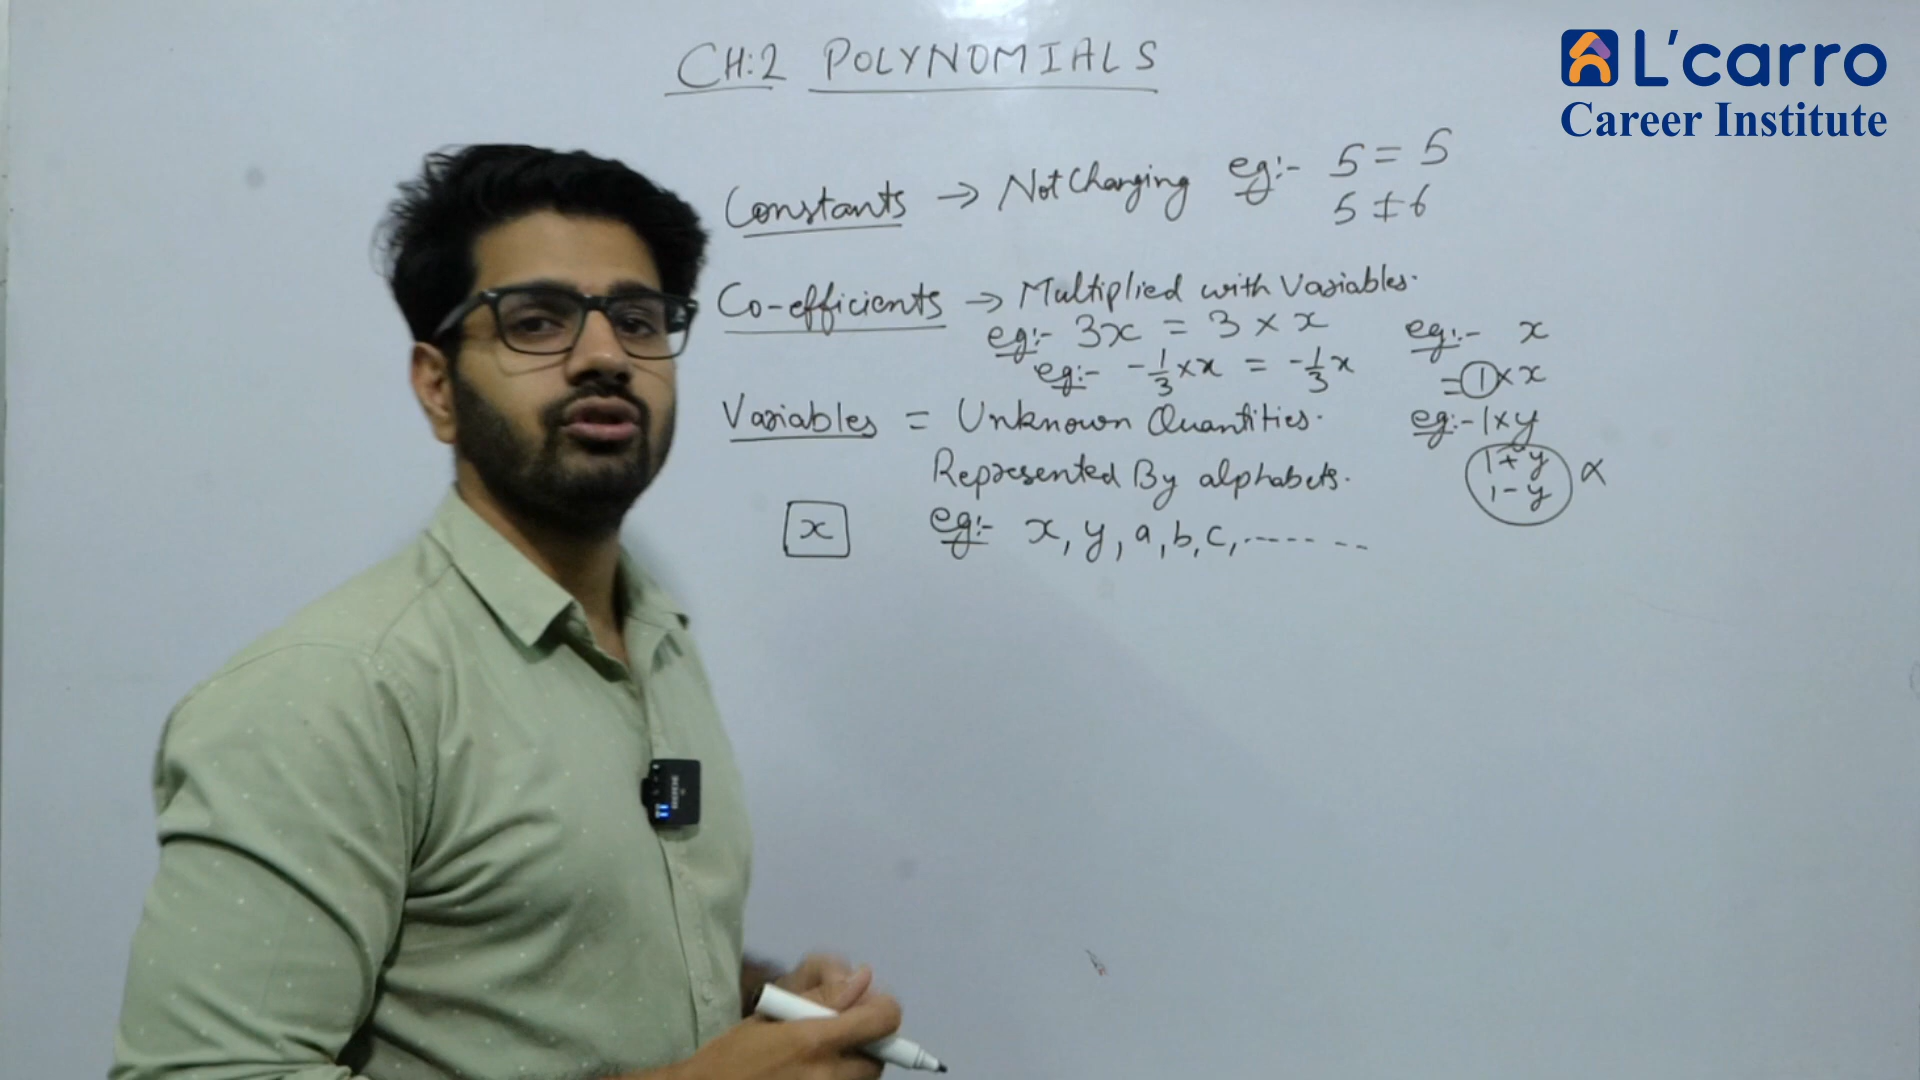 CH:2 POLYNOMIALS
L'carro
Career Institute
Constants → Not Changing eg:- 5 = 5
5 ≠ 6
Co-efficients → Multiplied with Variables.
eg:- 3x = 3 × x
eg:- -1/3 × x = -1/3 x
eg:- x
= 1 × x
Variables = Unknown Quantities.
eg:- 1 × y
1 + y
1 - y
Represented By alphabets.
x
eg:- x, y, a, b, c, ------ --